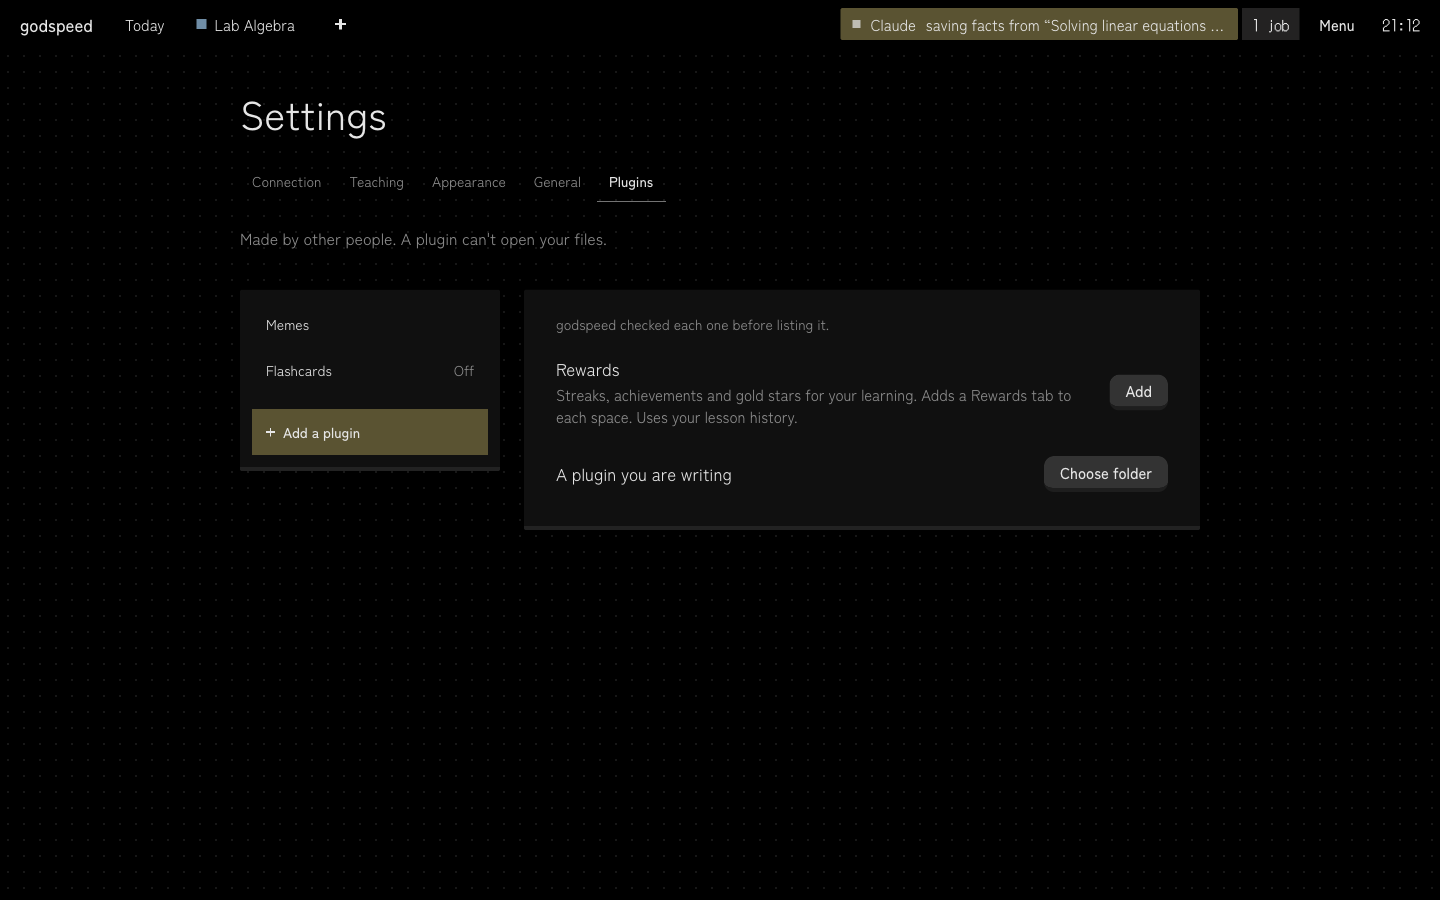 godspeed Today Lab Algebra + Claude saving facts from “Solving linear equations ... 1 job Menu 21:12
Settings
Connection Teaching Appearance General Plugins
Made by other people. A plugin can't open your files.
Memes
Flashcards Off
+ Add a plugin
godspeed checked each one before listing it.
Rewards
Streaks, achievements and gold stars for your learning. Adds a Rewards tab to
each space. Uses your lesson history.
Add
A plugin you are writing
Choose folder